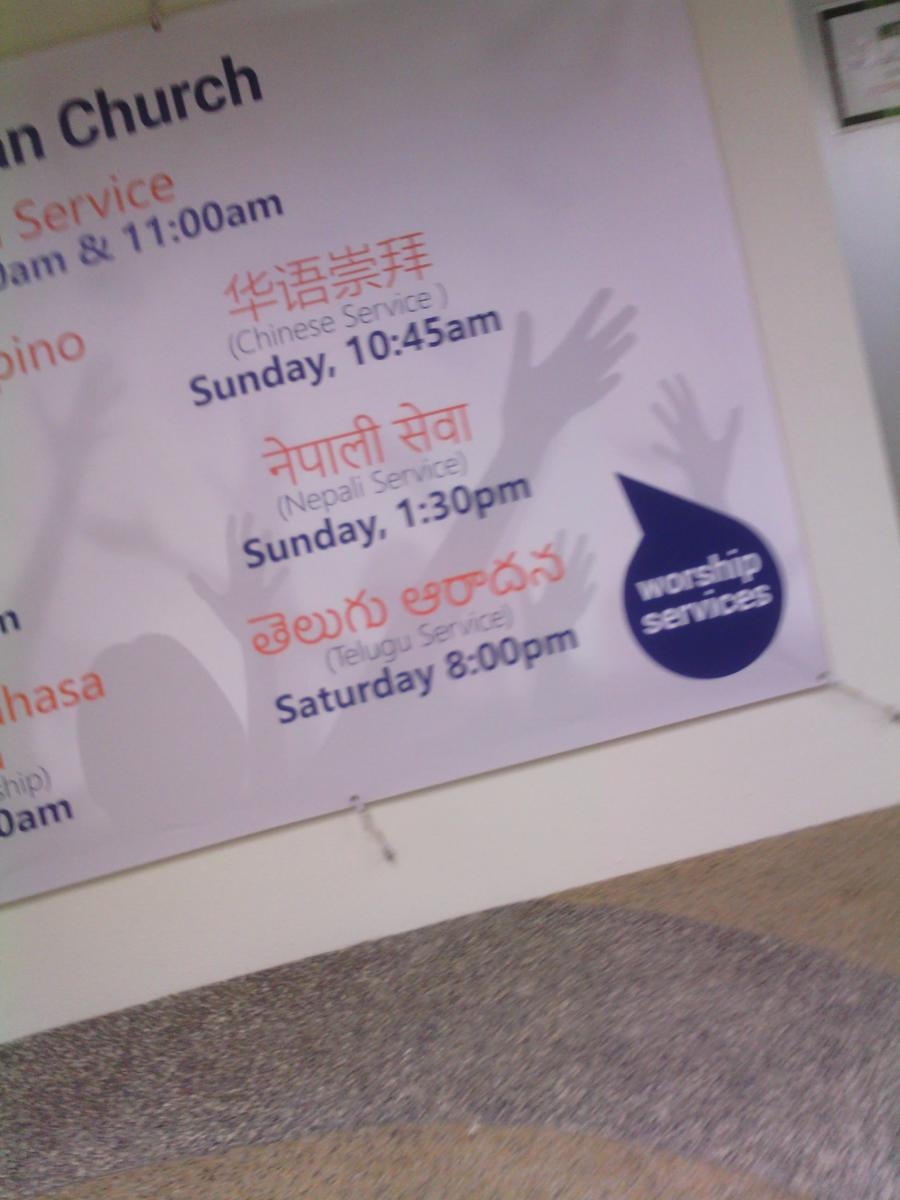 an Church
Service
0am & 11:00am
pino
华语崇拜
(Chinese Service )
Sunday, 10:45am
नेपाली सेवा
(Nepali Service)
Sunday, 1:30pm
తెలుగు ఆరాధన
(Telugu Service)
Saturday 8:00pm
hasa
ship)
0am
worship
services